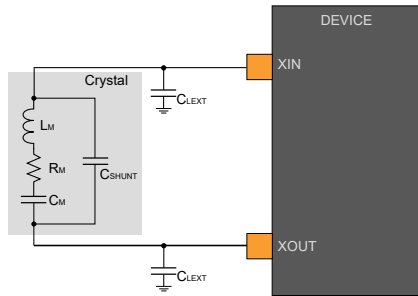 DEVICE
XIN
Crystal
CLEXT
LM
RM
CSHUNT
CM
XOUT
CLEXT